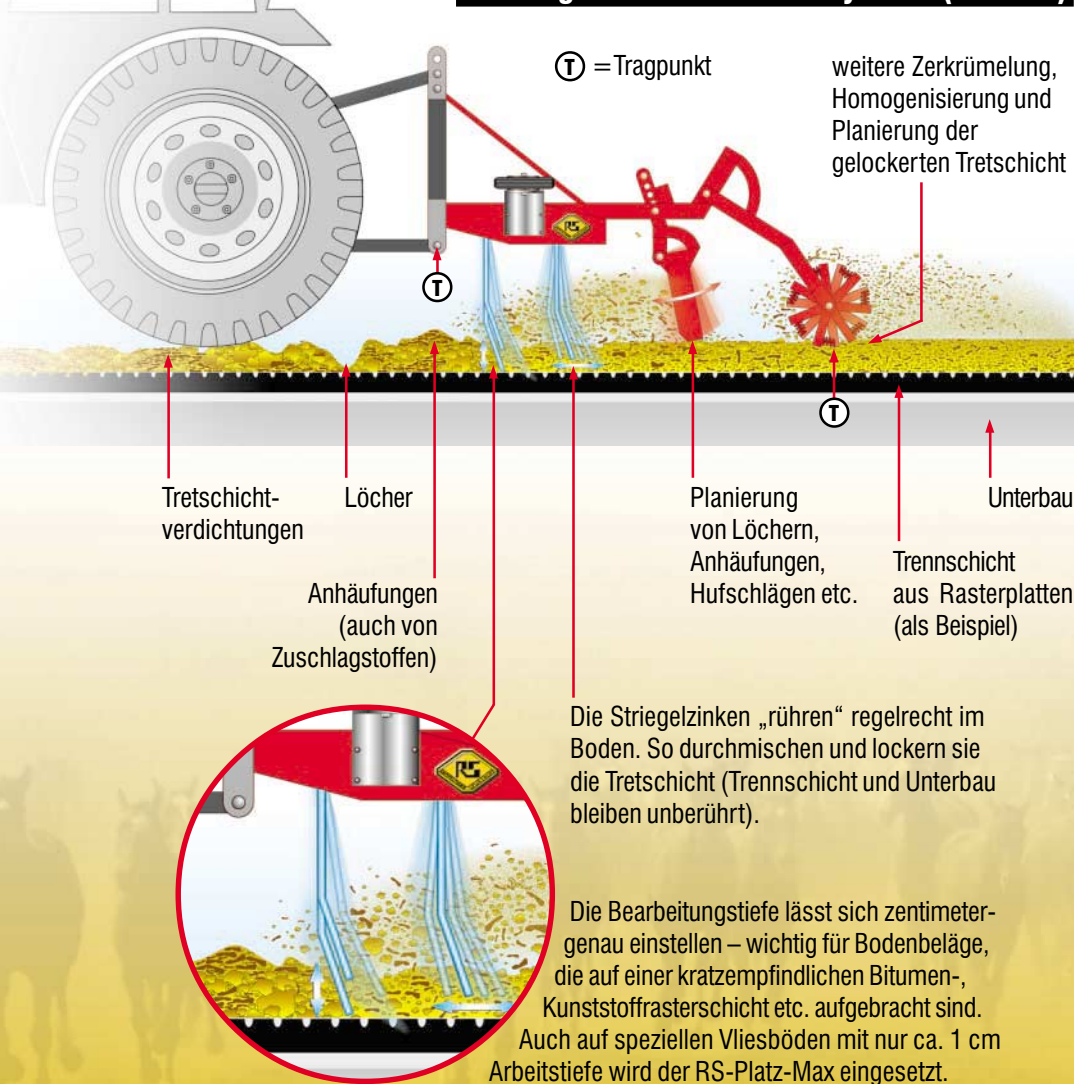 Ⓣ =Tragpunkt
weitere Zerkrümelung,
Homogenisierung und
Planierung der
gelockerten Tretschicht
RS
T
T
Tretschicht-
verdichtungen
Löcher
Anhäufungen
(auch von
Zuschlagstoffen)
Planierung
von Löchern,
Anhäufungen,
Hufschlägen etc.
Unterbau
Trennschicht
aus Rasterplatten
(als Beispiel)
Die Striegelzinken „rühren“ regelrecht im
Boden. So durchmischen und lockern sie
die Tretschicht (Trennschicht und Unterbau
bleiben unberührt).
RS
Die Bearbeitungstiefe lässt sich zentimeter-
genau einstellen – wichtig für Bodenbeläge,
die auf einer kratzempfindlichen Bitumen-,
Kunststoffrasterschicht etc. aufgebracht sind.
Auch auf speziellen Vliesböden mit nur ca. 1 cm
Arbeitstiefe wird der RS-Platz-Max eingesetzt.